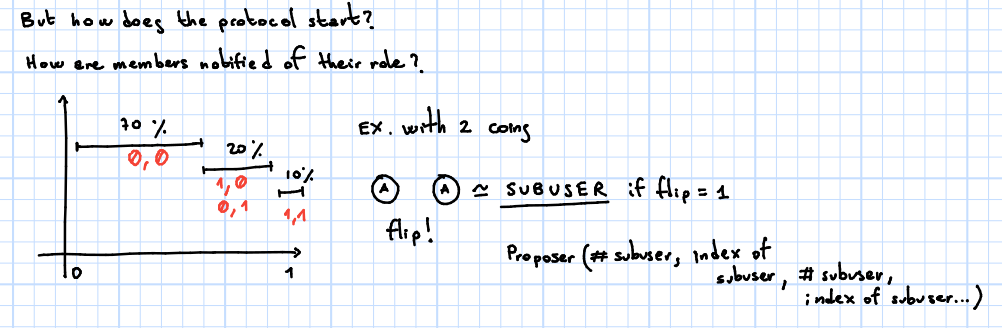 But how does the protocol start?
How are members notified of their role?
70 %
0, 0
20 %
1, 0
0, 1
10%
1, 1
0
1
EX. with 2 coins
A A ≃ SUBUSER if flip = 1
flip!
Proposer (# subuser, index of
subuser, # subuser,
index of subuser...)